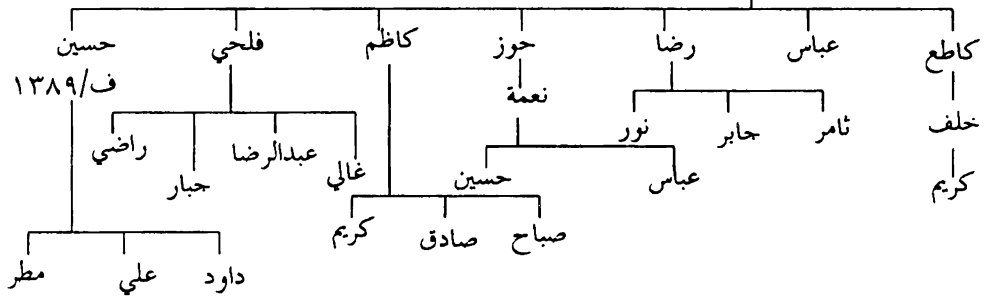 كاطع عباس رضا حوز كاظم فلحي حسين
ف/١٣٨٩
نعمة
خلف ثامر جابر نور عبدالرضا راضي
كريم عباس حسين غالي جبار
صباح صادق كريم
داود علي مطر